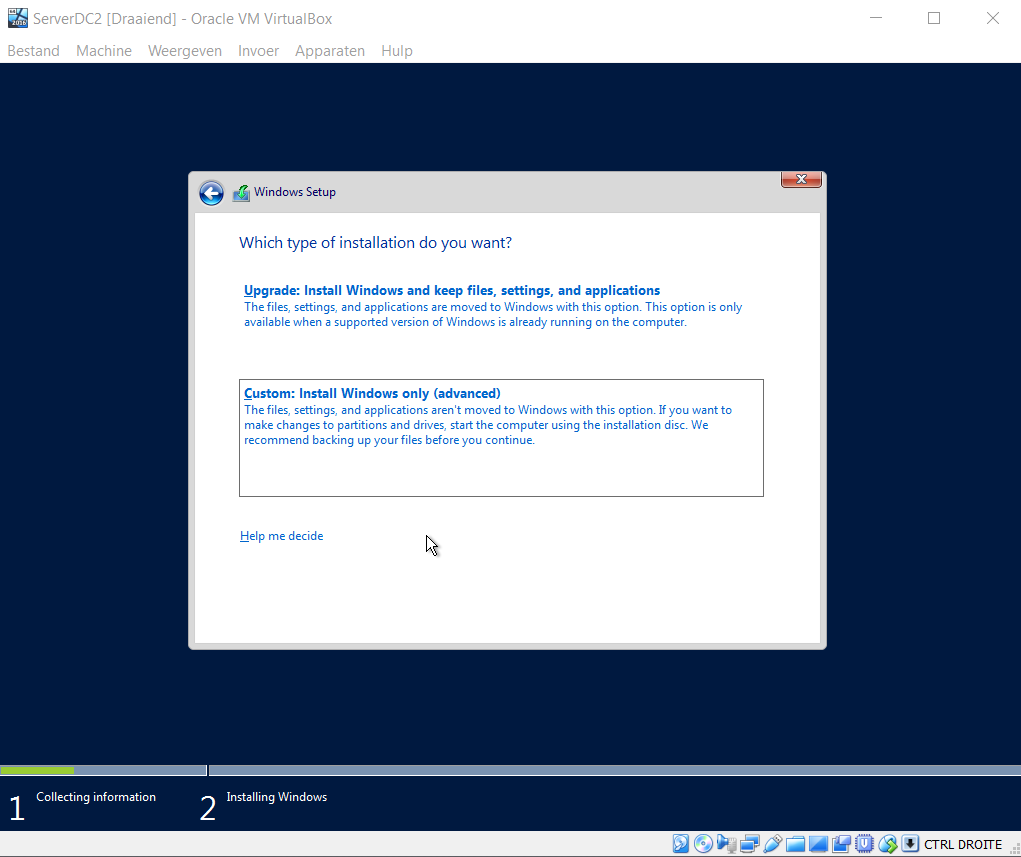 ServerDC2 [Draaiend] - Oracle VM VirtualBox
Bestand Machine Weergeven Invoer Apparaten Hulp
Windows Setup
Which type of installation do you want?
Upgrade: Install Windows and keep files, settings, and applications
The files, settings, and applications are moved to Windows with this option. This option is only
available when a supported version of Windows is already running on the computer.
Custom: Install Windows only (advanced)
The files, settings, and applications aren't moved to Windows with this option. If you want to
make changes to partitions and drives, start the computer using the installation disc. We
recommend backing up your files before you continue.
Help me decide
1 Collecting information 2 Installing Windows
CTRL DROITE